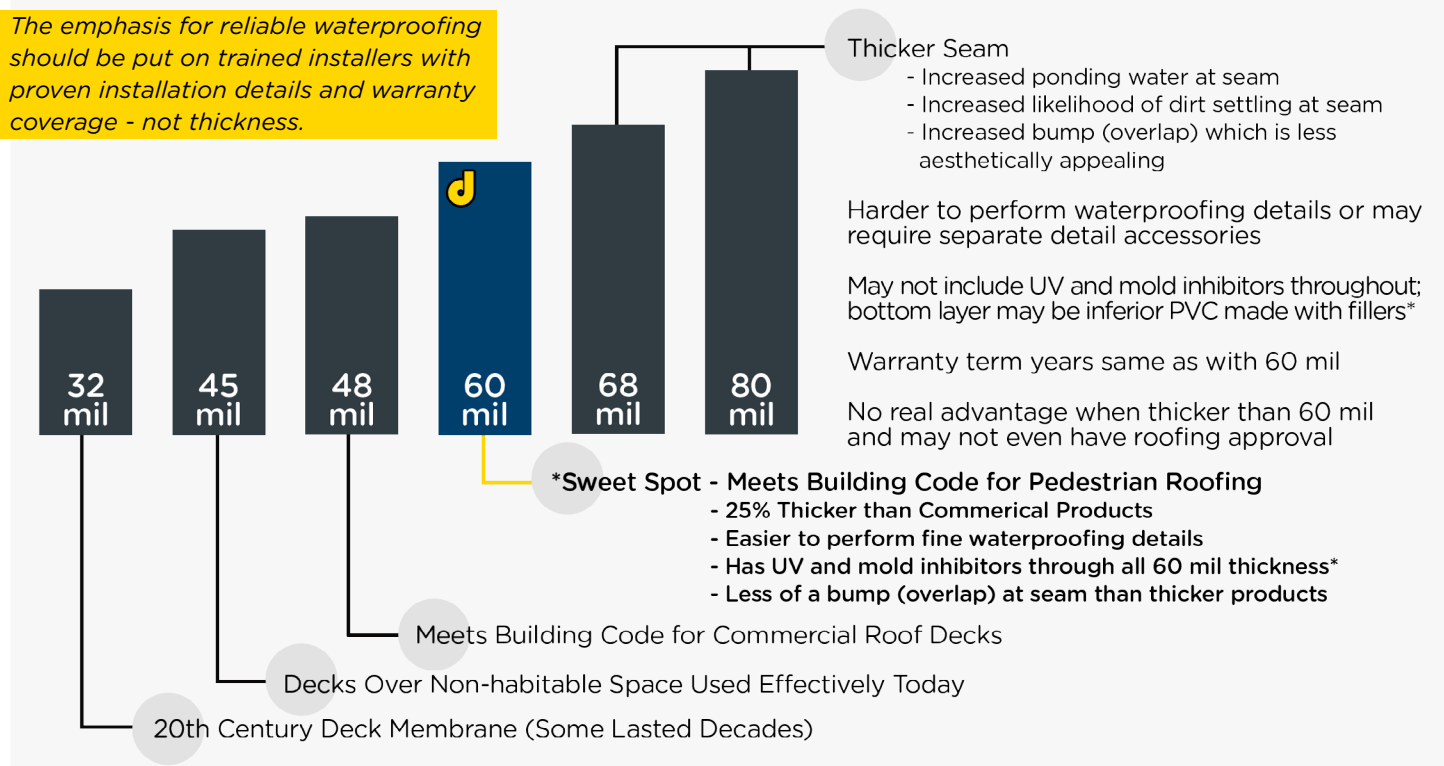 The emphasis for reliable waterproofing
should be put on trained installers with
proven installation details and warranty
coverage - not thickness.
Thicker Seam
- Increased ponding water at seam
- Increased likelihood of dirt settling at seam
- Increased bump (overlap) which is less
aesthetically appealing
Harder to perform waterproofing details or may
require separate detail accessories
May not include UV and mold inhibitors throughout;
bottom layer may be inferior PVC made with fillers*
Warranty term years same as with 60 mil
No real advantage when thicker than 60 mil
and may not even have roofing approval
d
32
mil
45
mil
48
mil
60
mil
68
mil
80
mil
*Sweet Spot - Meets Building Code for Pedestrian Roofing
- 25% Thicker than Commerical Products
- Easier to perform fine waterproofing details
- Has UV and mold inhibitors through all 60 mil thickness*
- Less of a bump (overlap) at seam than thicker products
Meets Building Code for Commercial Roof Decks
Decks Over Non-habitable Space Used Effectively Today
20th Century Deck Membrane (Some Lasted Decades)